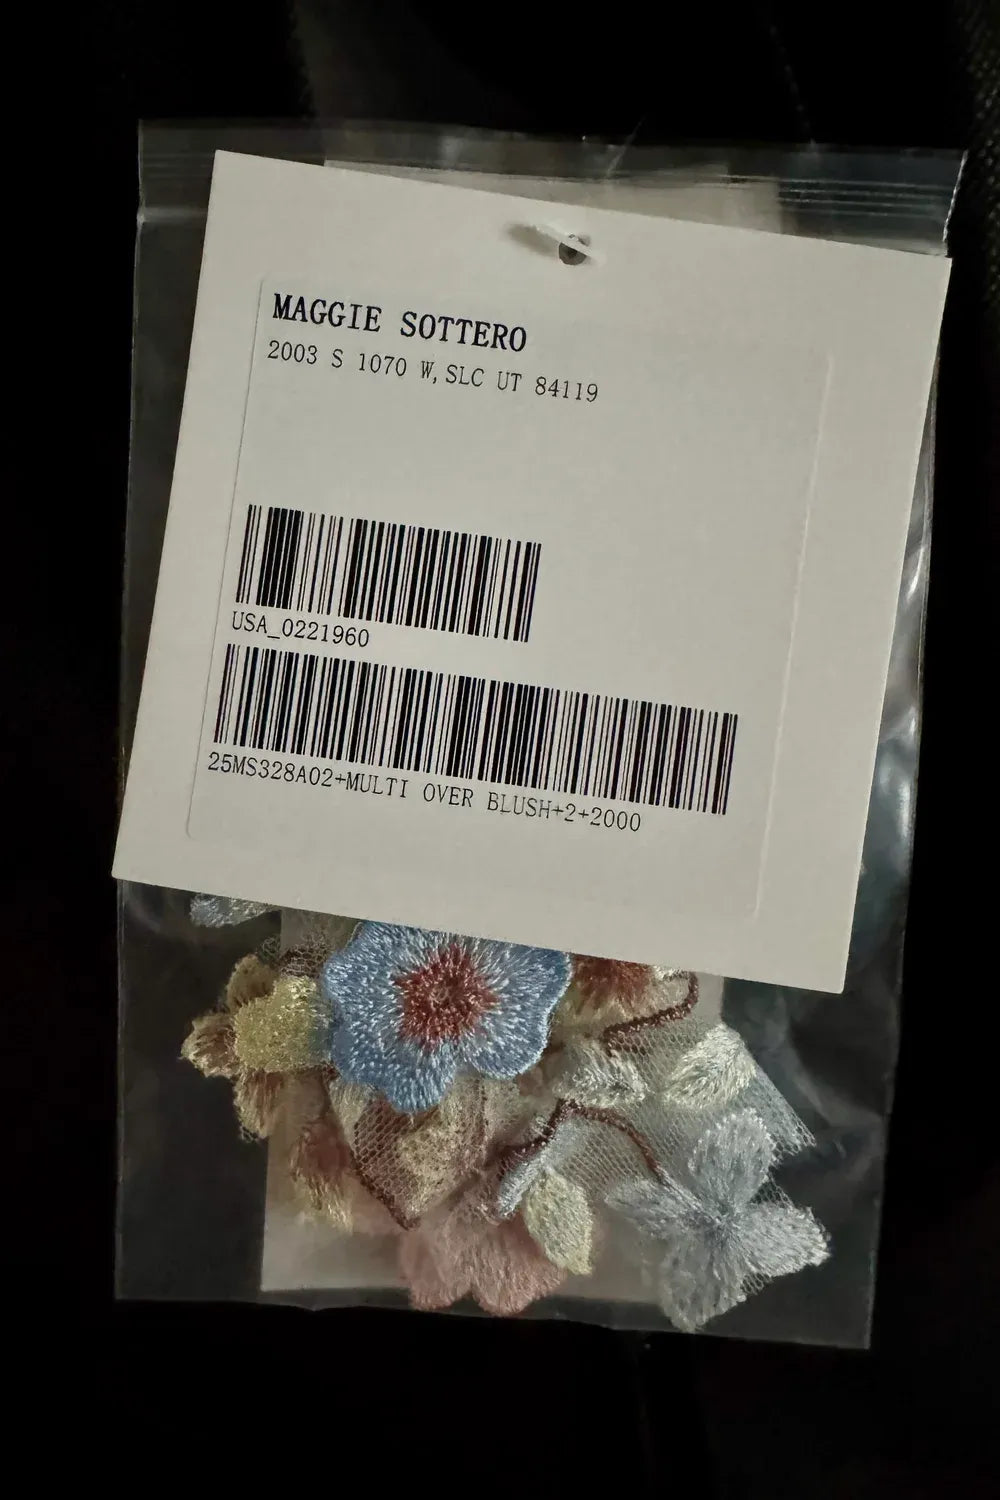 MAGGIE SOTTERO
2003 S 1070 W, SLC UT 84119
USA_0221960
25MS328A02+MULTI OVER BLUSH+2+2000